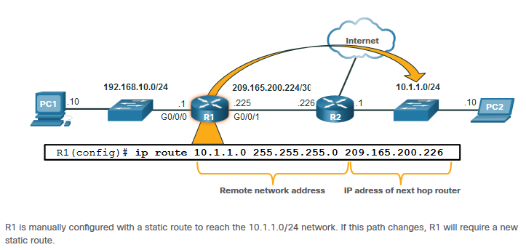 Internet
192.168.10.0/24
209.165.200.224/30
10.1.1.0/24
PC1
.10
.1
R1
.225
.226
R2
.1
.10
PC2
G0/0/0
G0/0/1
R1(config)# ip route 10.1.1.0 255.255.255.0 209.165.200.226
Remote network address
IP adress of next hop router
R1 is manually configured with a static route to reach the 10.1.1.0/24 network. If this path changes, R1 will require a new
static route.